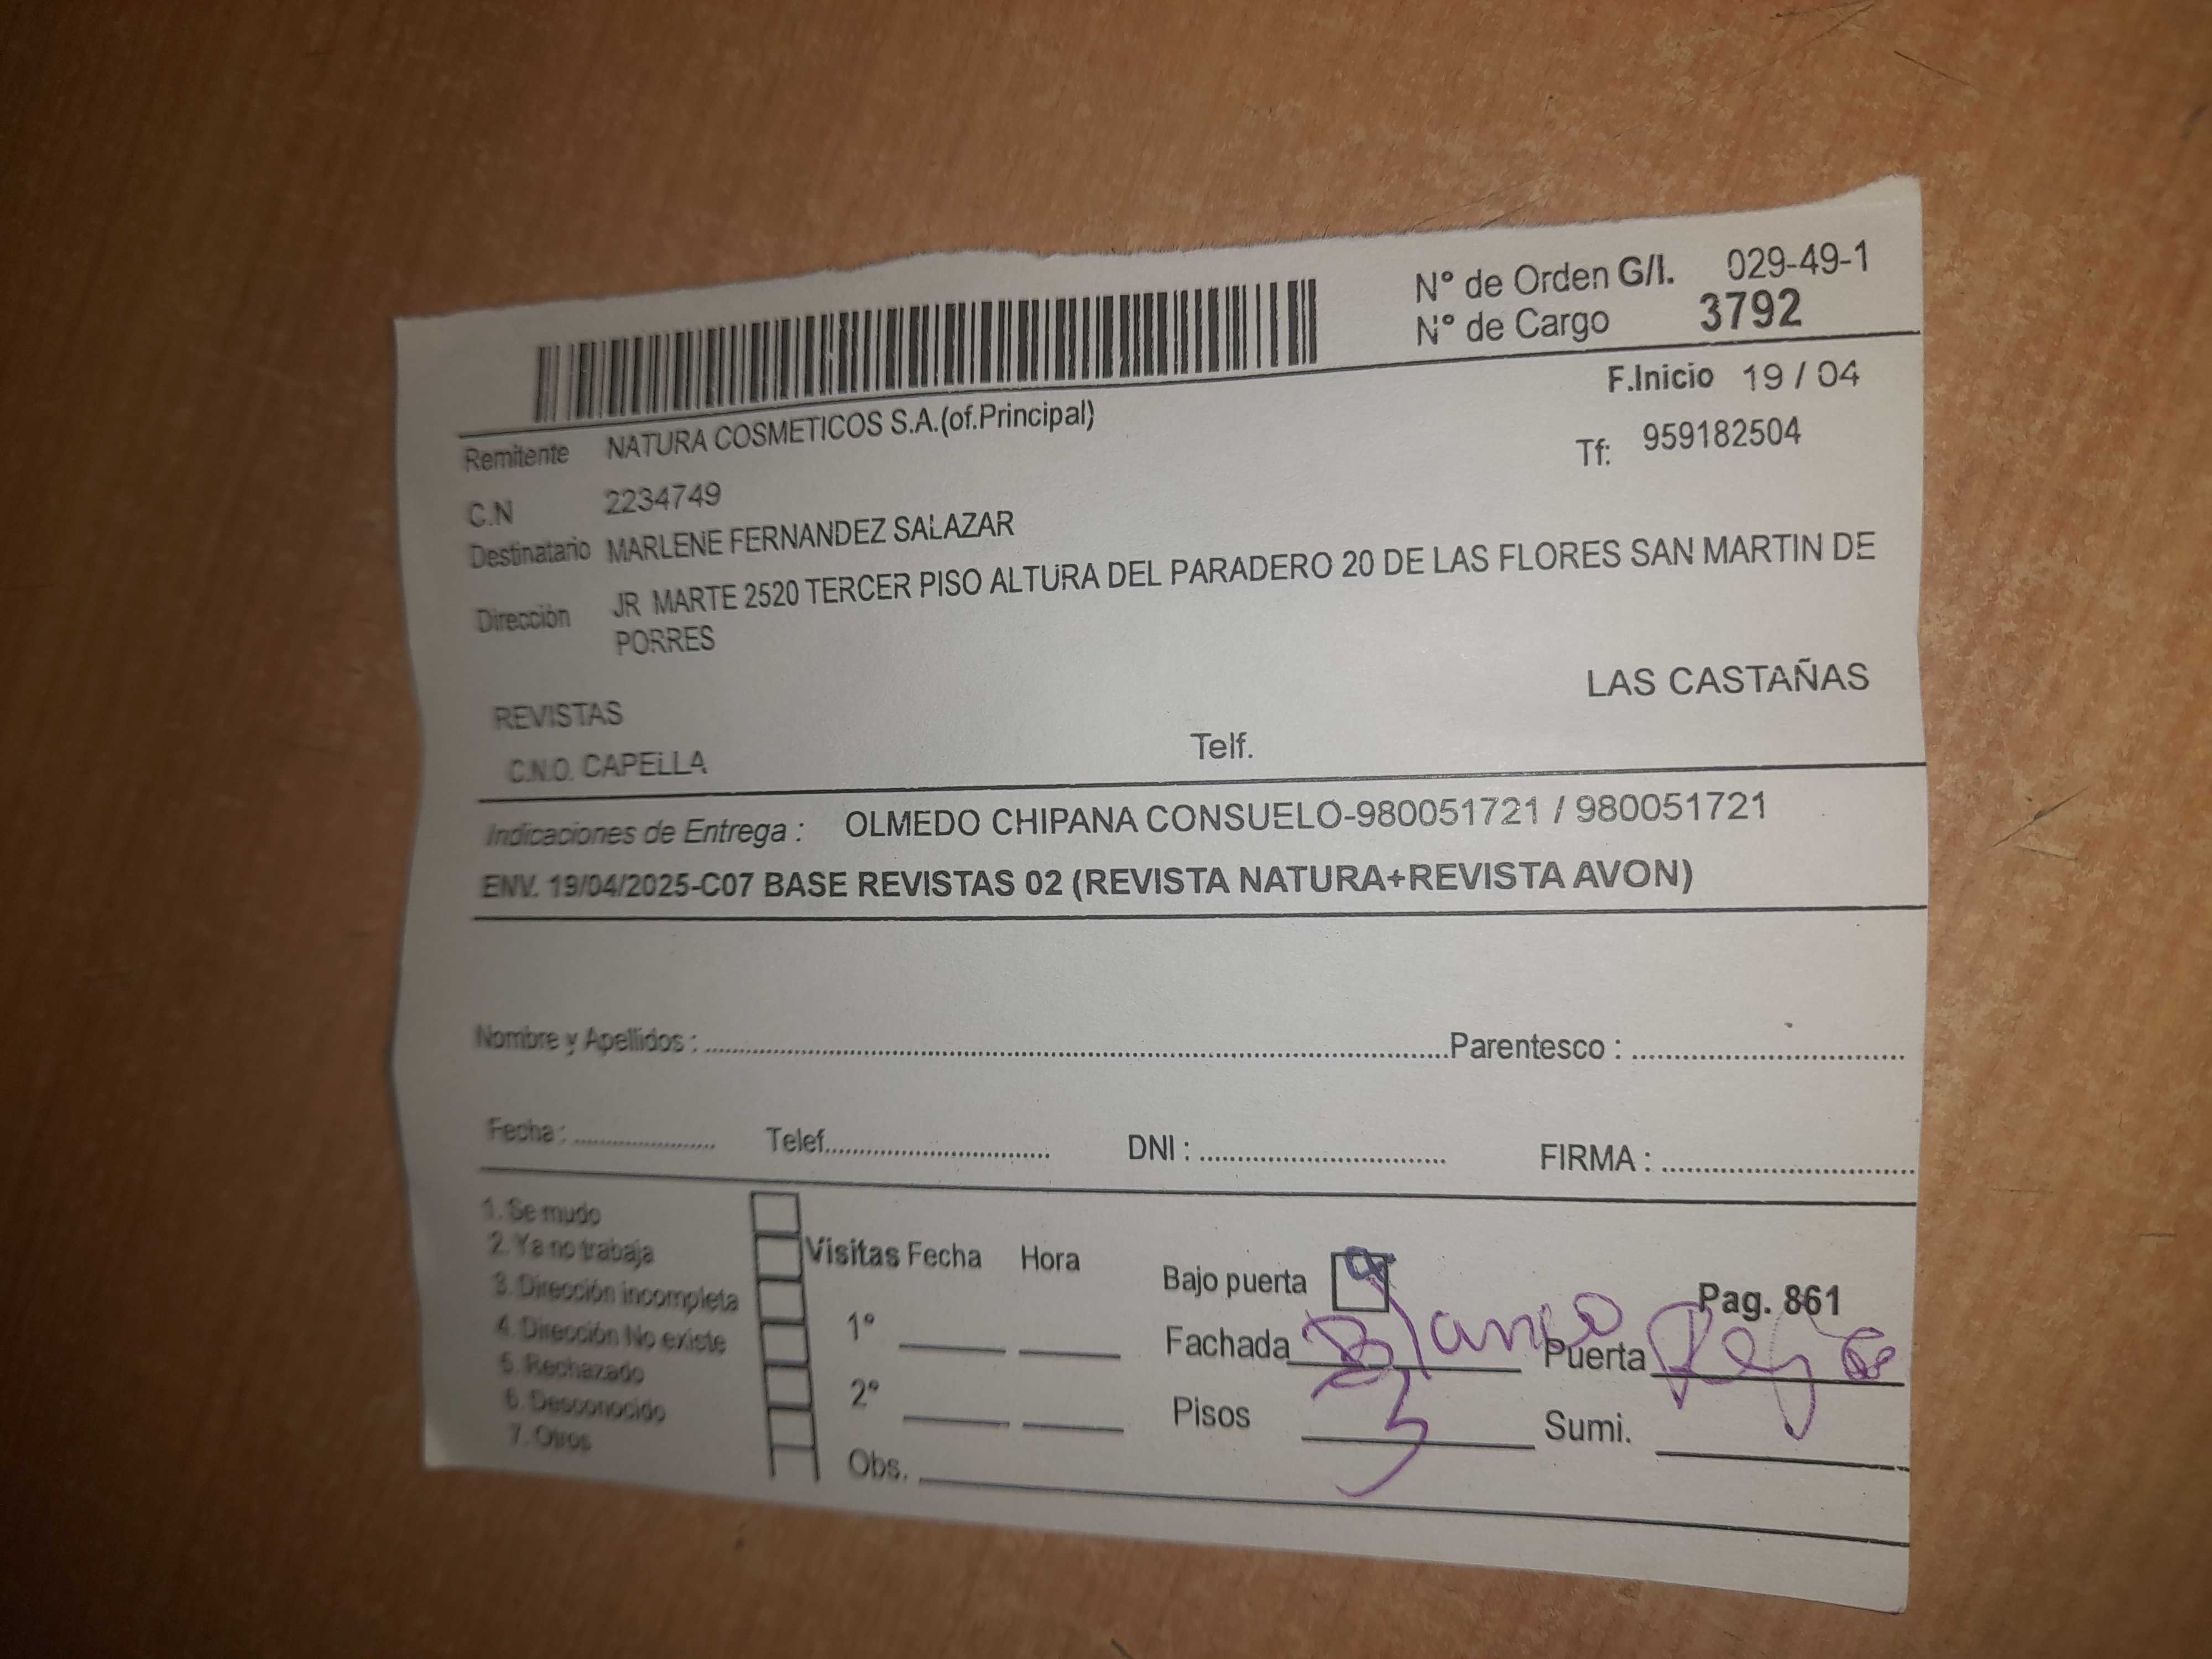 N° de Orden G/I. 029-49-1
N° de Cargo 3792
F.Inicio 19 / 04
Remitente NATURA COSMETICOS S.A.(of.Principal)
Tf: 959182504
C.N 2234749
Destinatario MARLENE FERNANDEZ SALAZAR
Dirección JR MARTE 2520 TERCER PISO ALTURA DEL PARADERO 20 DE LAS FLORES SAN MARTIN DE
PORRES
LAS CASTAÑAS
REVISTAS
C.N.O. CAPELLA Telf.
Indicaciones de Entrega : OLMEDO CHIPANA CONSUELO-980051721 / 980051721
ENV. 19/04/2025-C07 BASE REVISTAS 02 (REVISTA NATURA+REVISTA AVON)
Nombre y Apellidos : Parentesco :
Fecha : Telef. DNI : FIRMA :
1. Se mudo
2. Ya no trabaja
3. Dirección incompleta
4. Dirección No existe
5. Rechazado
6. Desconocido
7. Otros
Visitas Fecha Hora
1°
2°
Obs.
Bajo puerta Pag. 861
Fachada Blanco Puerta
Pisos 3 Sumi.